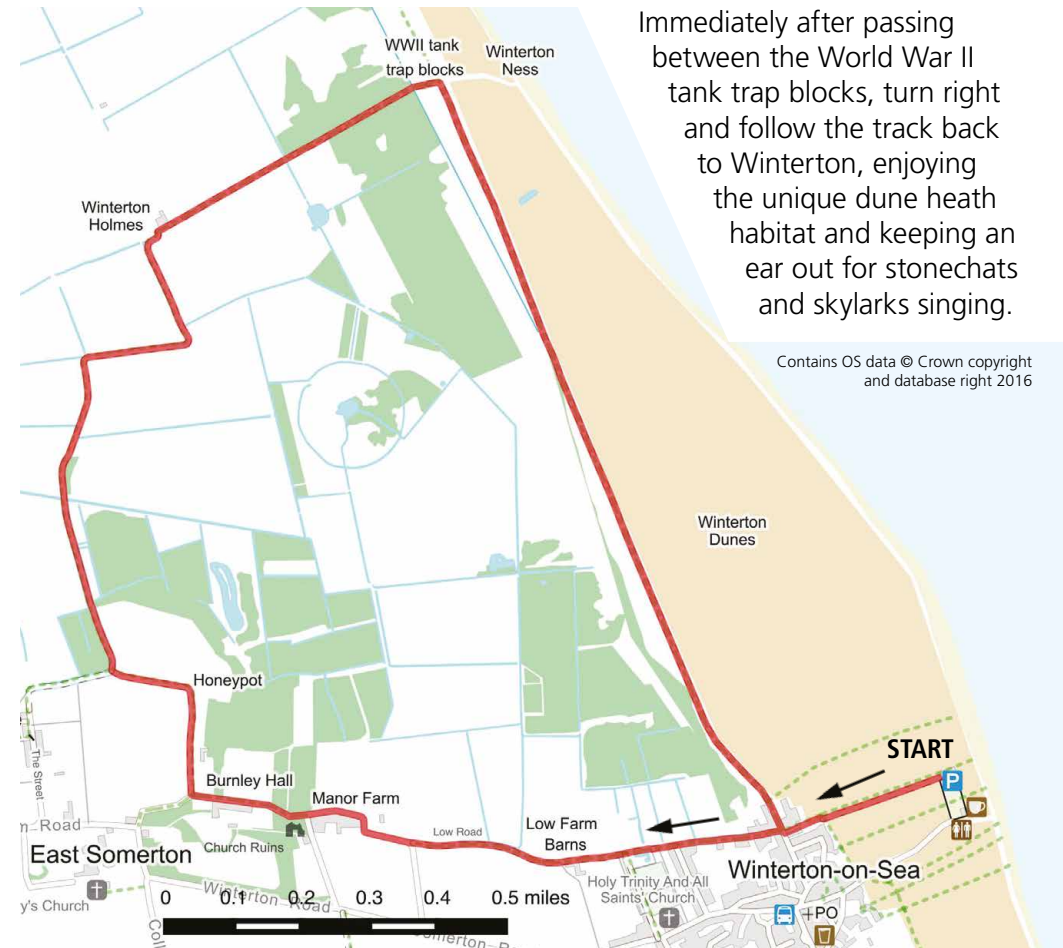 Immediately after passing
between the World War II
tank trap blocks, turn right
and follow the track back
to Winterton, enjoying
the unique dune heath
habitat and keeping an
ear out for stonechats
and skylarks singing.
Contains OS data © Crown copyright
and database right 2016
WWII tank
trap blocks
Winterton
Ness
Winterton
Holmes
Winterton
Dunes
Honeypot
START
P
The Street
Burnley Hall
Manor Farm
Low Road
Low Farm
Barns
m Road
Church Ruins
East Somerton
Winterton-on-Sea
Holy Trinity And All
Saints' Church
y's Church
Winterton Road
0 0.1 0.2 0.3 0.4 0.5 miles
+PO
Coll
omerton-R